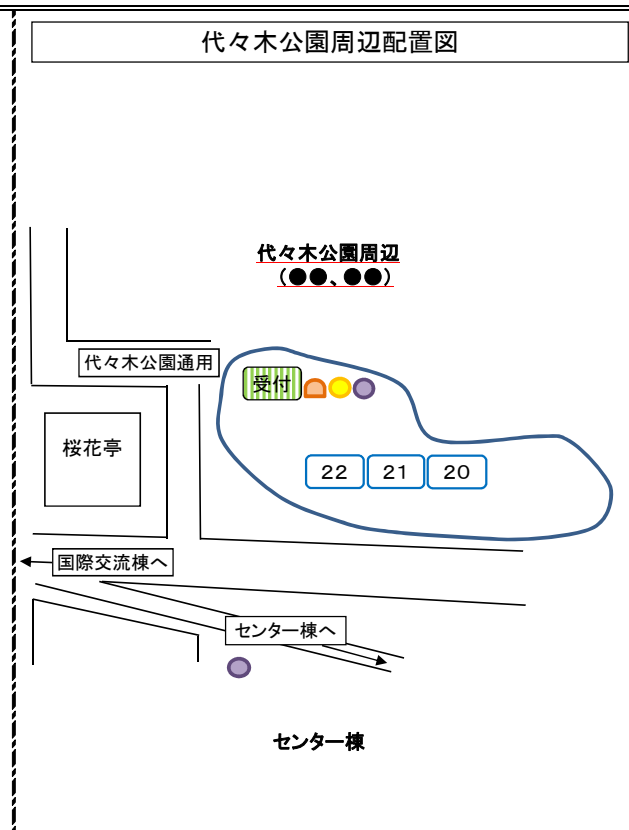 代々木公園周辺配置図
代々木公園周辺
（●●、●●）
代々木公園通用
受付
桜花亭
２２
２１
２０
国際交流棟へ
センター棟へ
センター棟